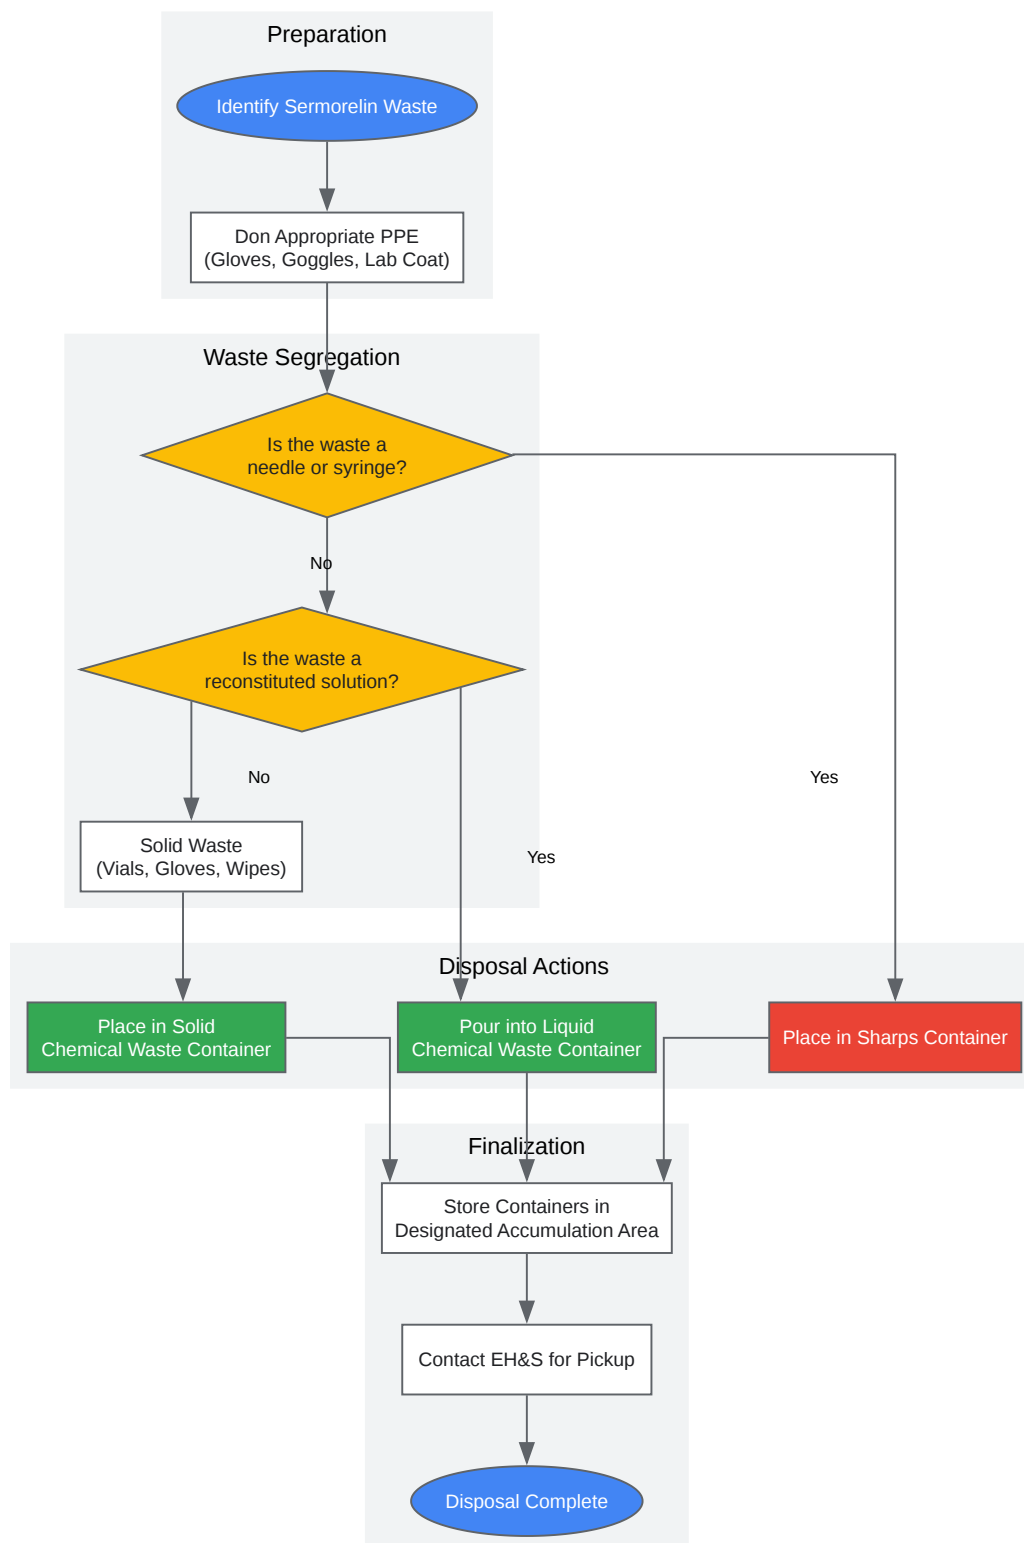 Preparation
Identify Sermorelin Waste
Don Appropriate PPE
(Gloves, Goggles, Lab Coat)
Waste Segregation
Is the waste a
needle or syringe?
No
Is the waste a
reconstituted solution?
No
Yes
Solid Waste
(Vials, Gloves, Wipes)
Yes
Disposal Actions
Place in Solid
Chemical Waste Container
Pour into Liquid
Chemical Waste Container
Place in Sharps Container
Finalization
Store Containers in
Designated Accumulation Area
Contact EH&S for Pickup
Disposal Complete